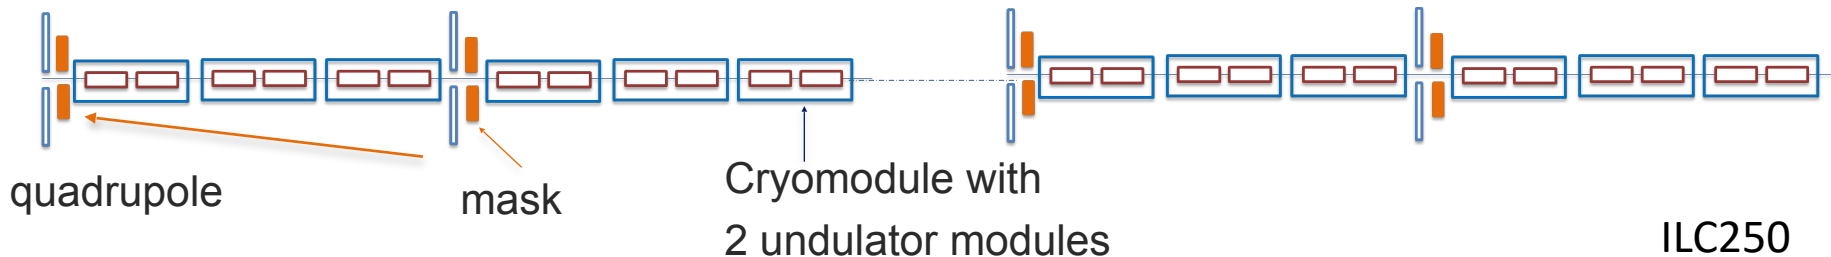 quadrupole
mask
Cryomodule with
2 undulator modules
ILC250